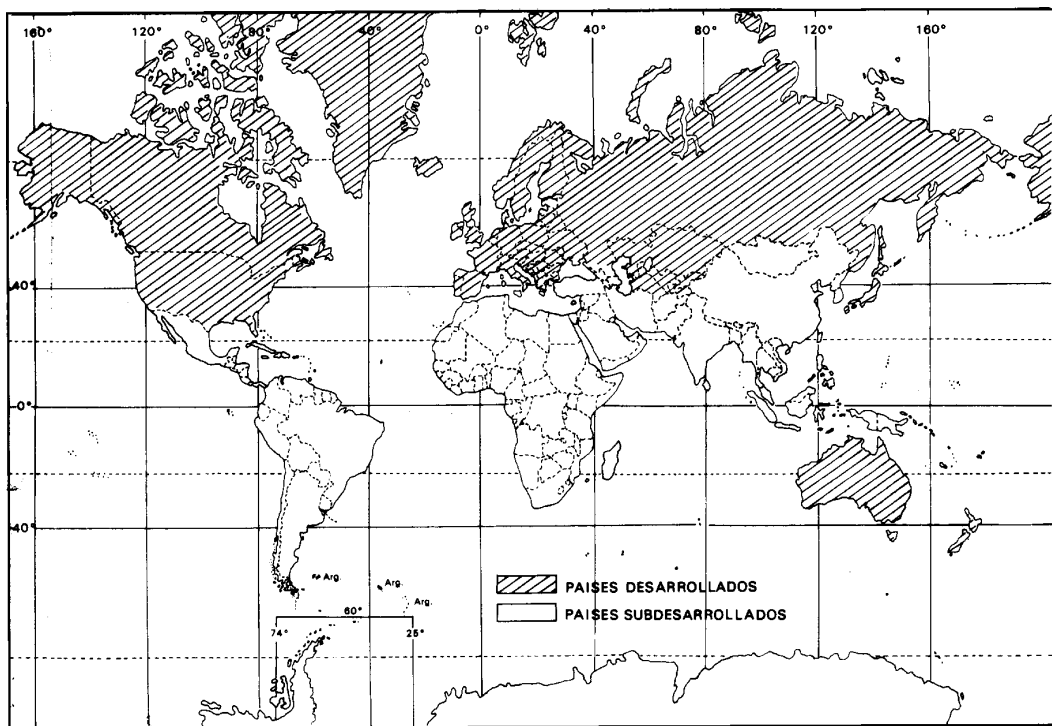 160° 120° 80° 40° 0° 40° 80° 120° 160°
40°
0°
40°
Arg.
Arg.
Arg.
60°
74° 25°
PAISES DESARROLLADOS
PAISES SUBDESARROLLADOS